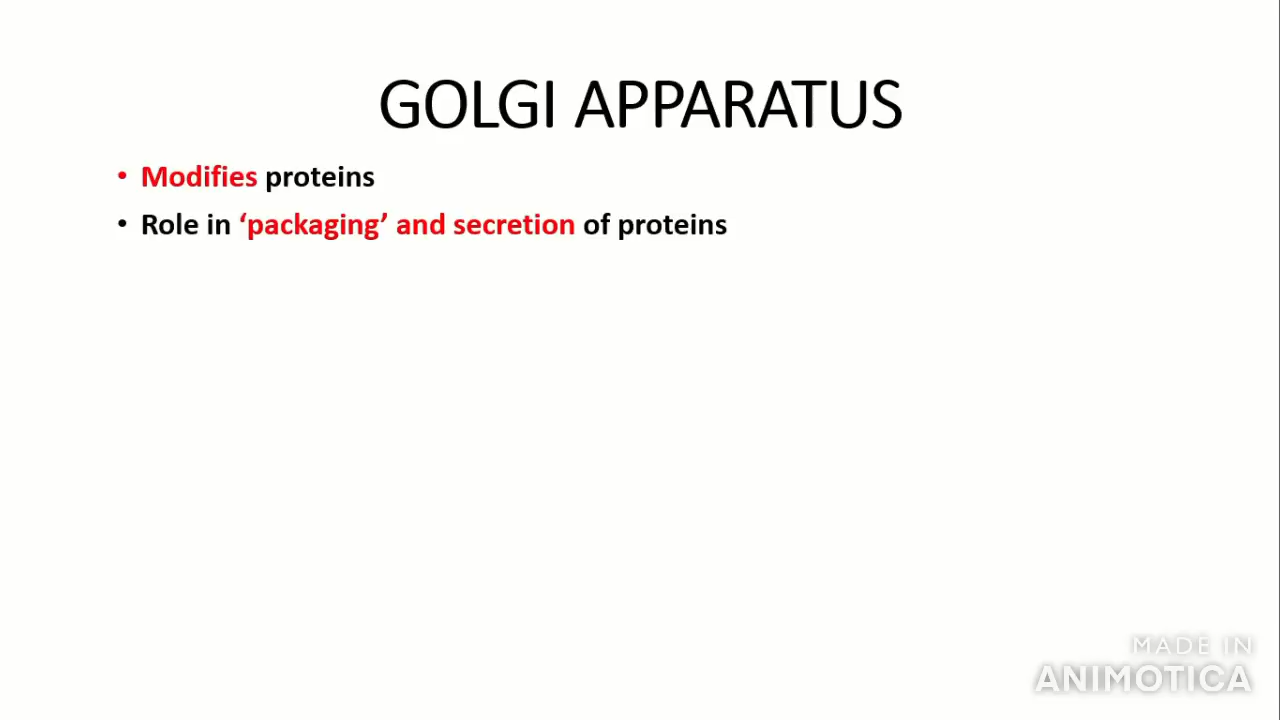 GOLGI APPARATUS
• Modifies proteins
• Role in ‘packaging’ and secretion of proteins
MADE IN
ANIMOTICA